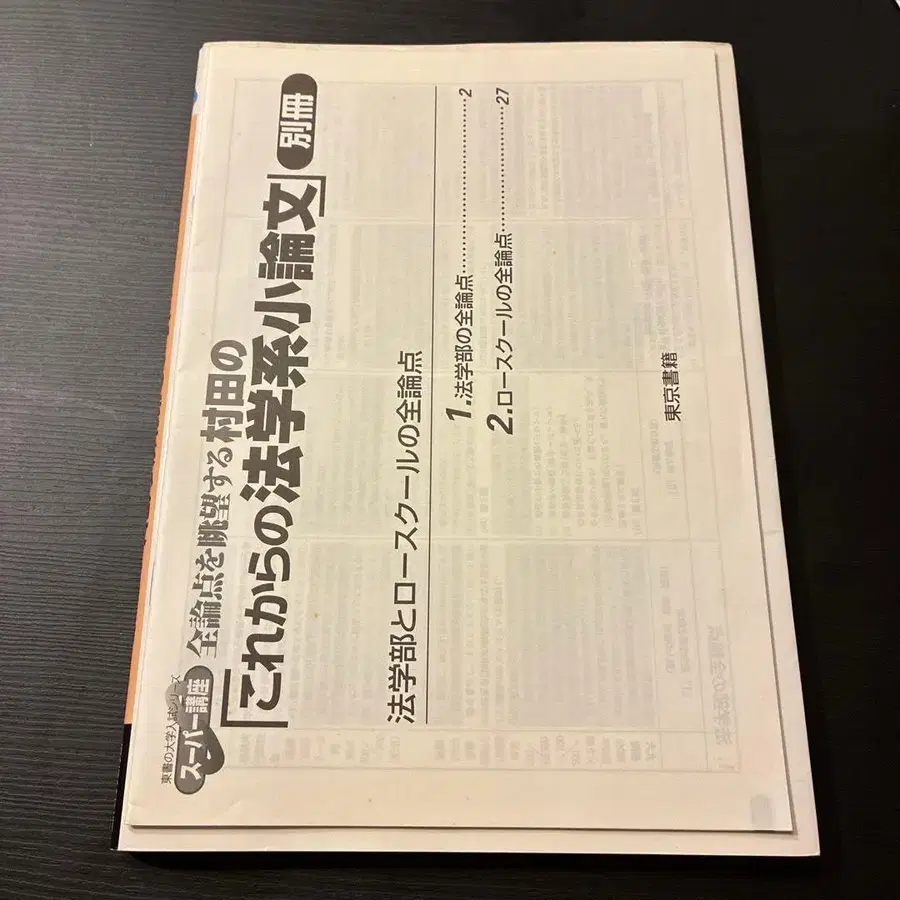 東書の大学入試シリーズ
スーパー講座
全論点を眺望する村田の
「これからの法学系小論文」 別冊
法学部とロースクールの全論点
1.法学部の全論点……………………2
2.ロースクールの全論点……………27
東京書籍